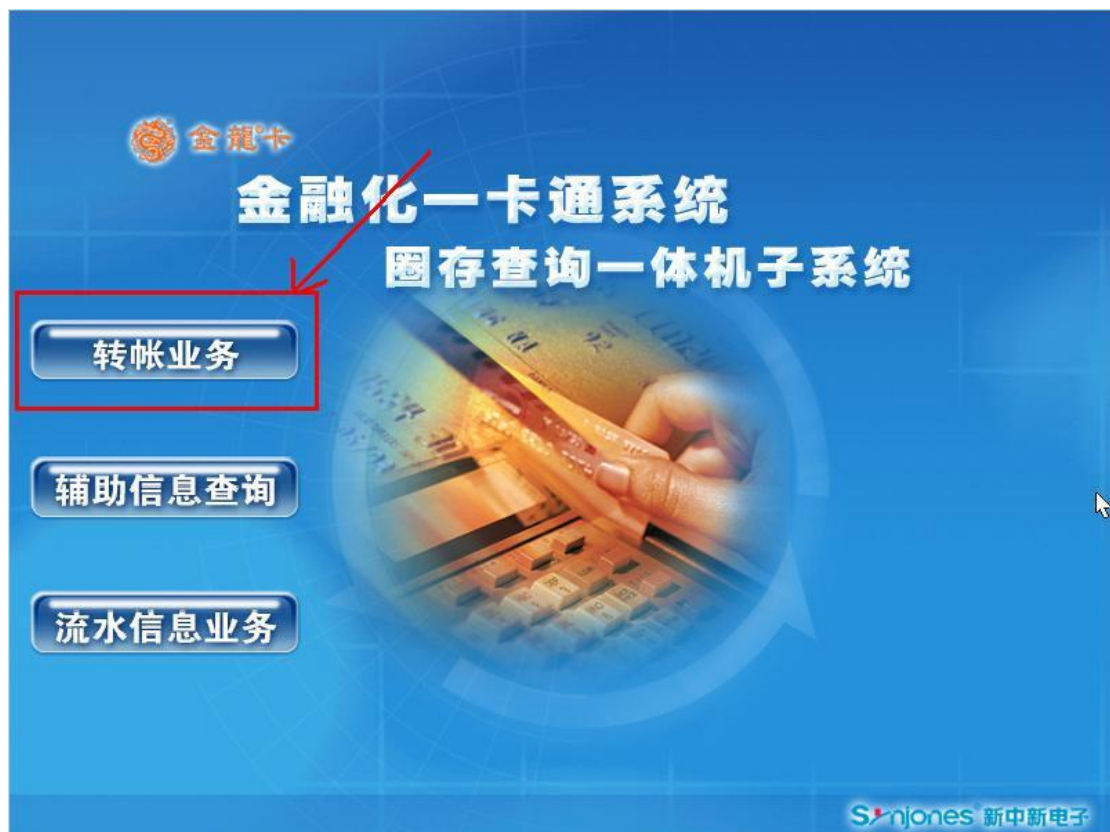 金龍卡
金融化一卡通系统
圈存查询一体机子系统
转帐业务
辅助信息查询
流水信息业务
Synjones 新中新电子